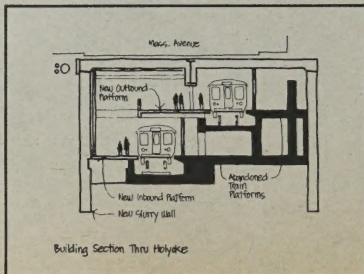 Mass. Avenue
New Outbound
Platform
Abandoned
Train
Platforms
New Inbound Platform
New Slurry Wall
Building Section Thru Holyoke